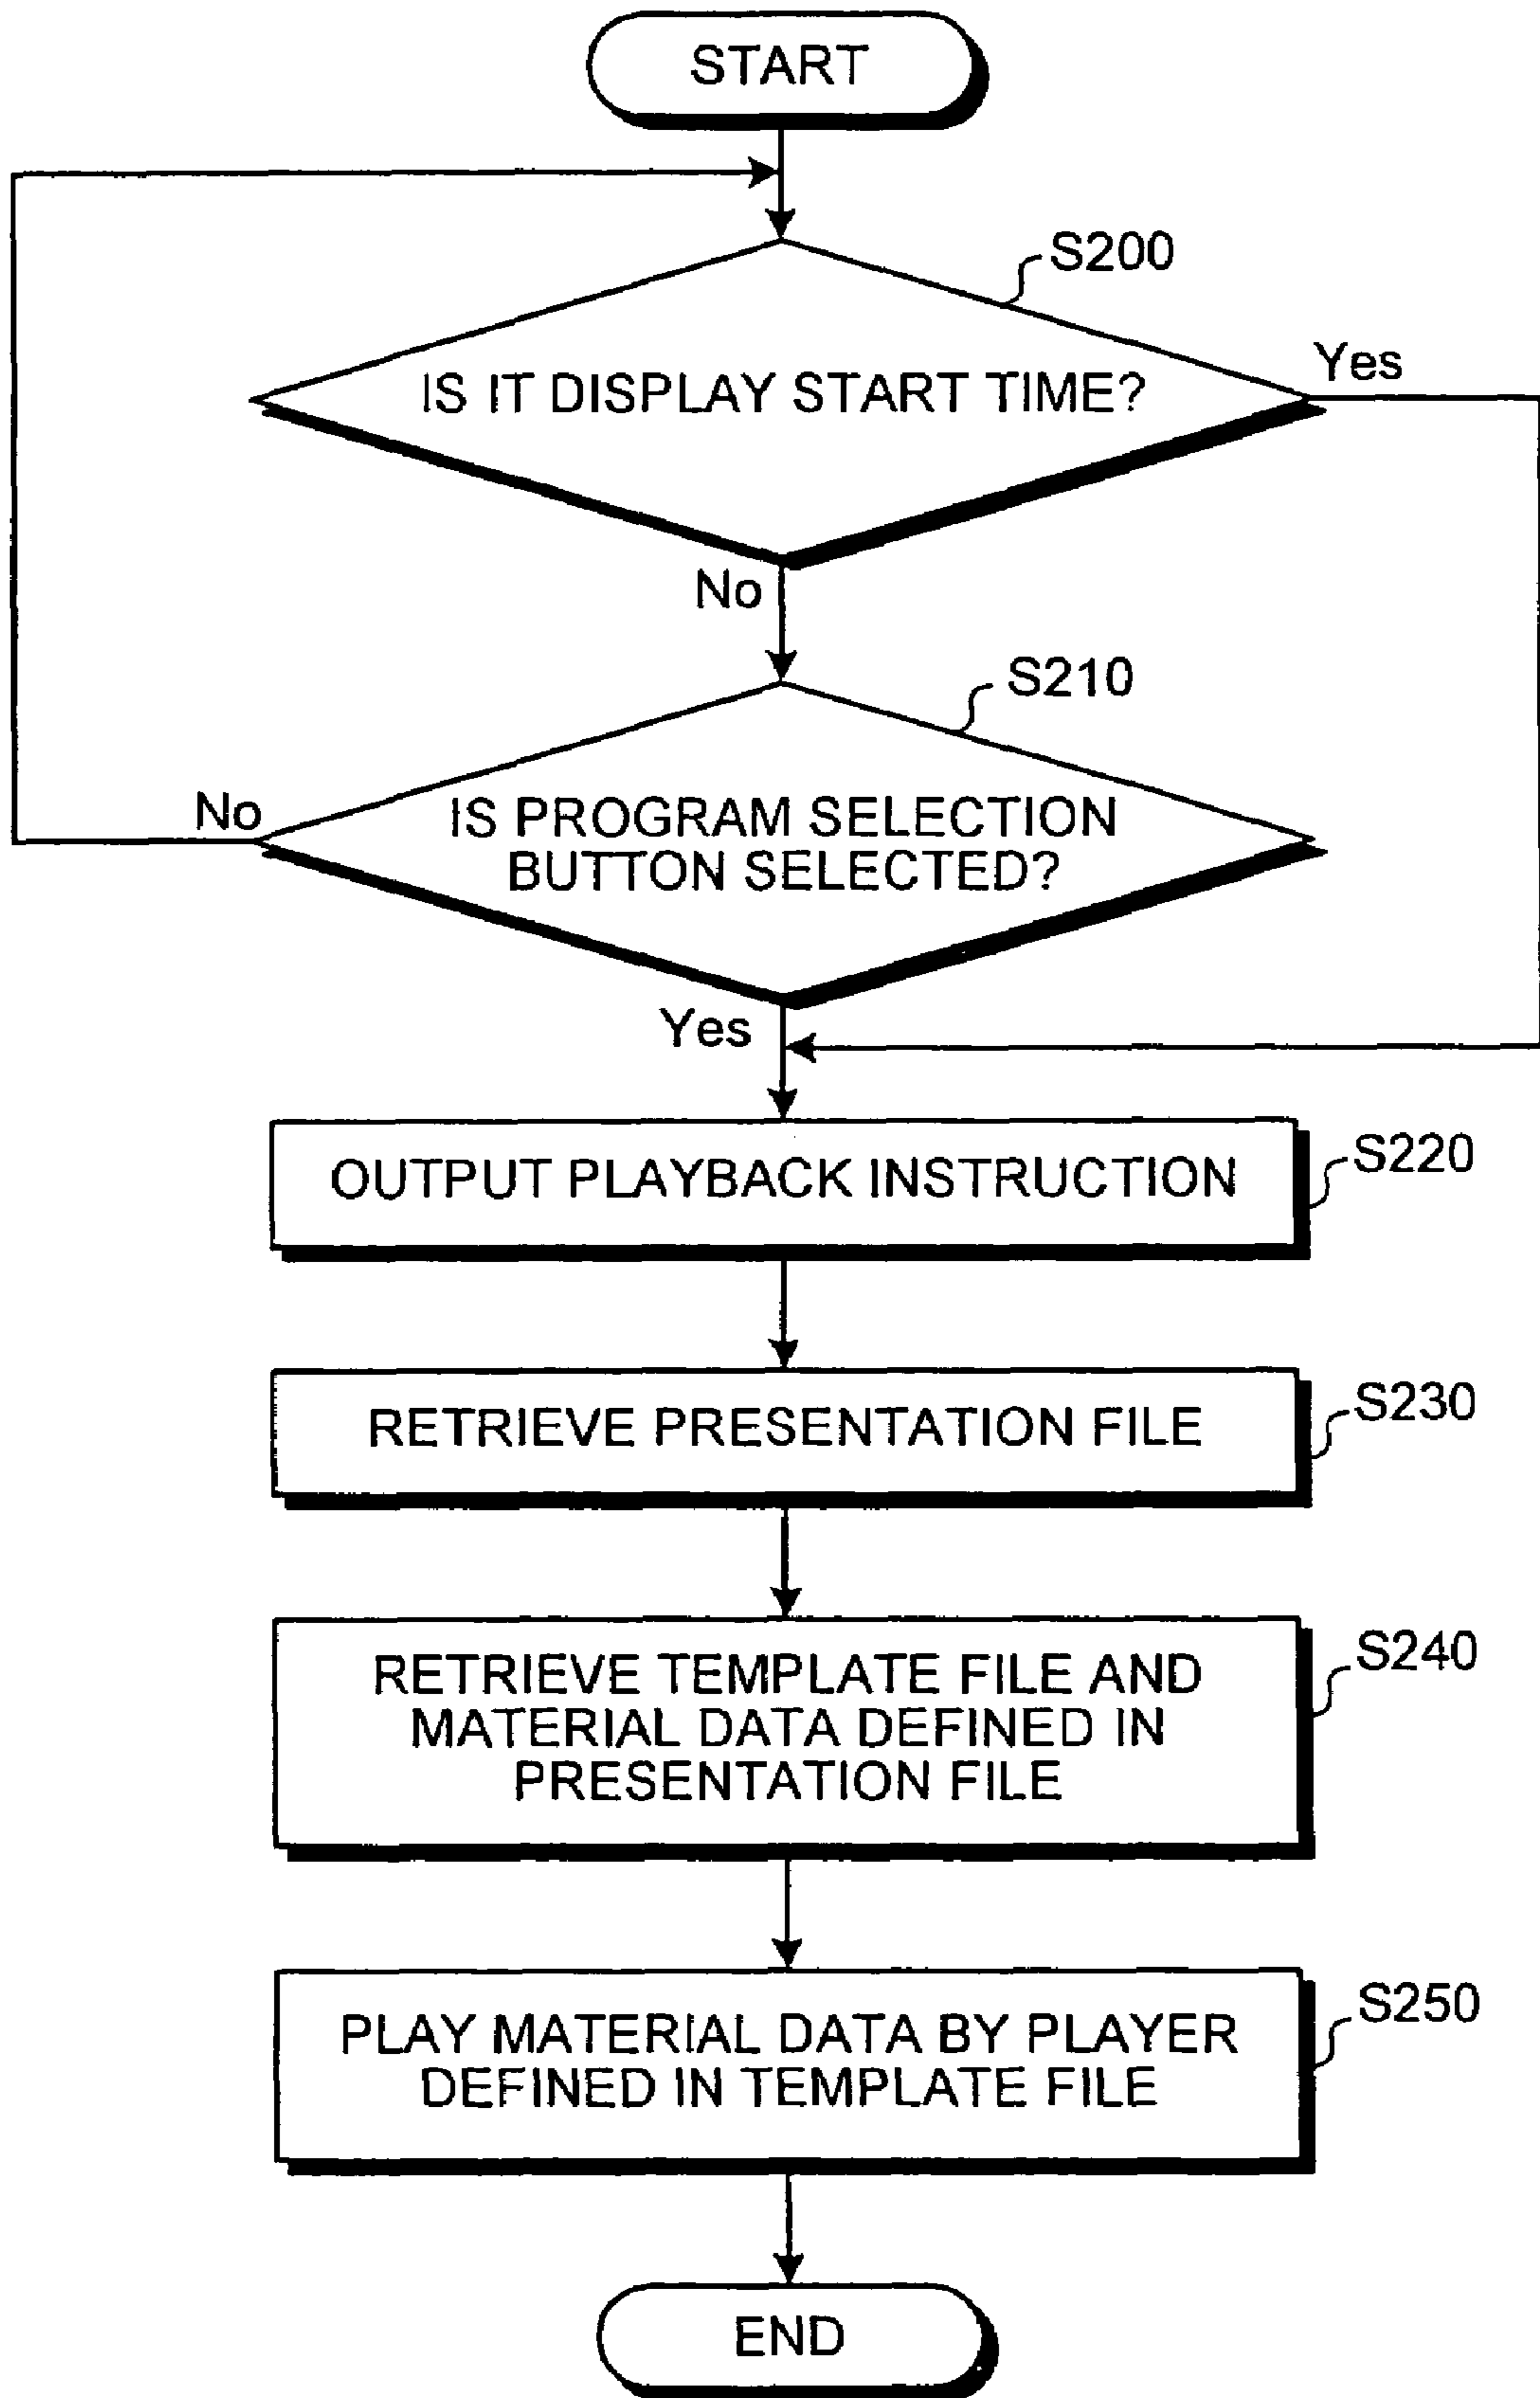 START
S200
IS IT DISPLAY START TIME?
Yes
No
S210
No
IS PROGRAM SELECTION
BUTTON SELECTED?
Yes
S220
OUTPUT PLAYBACK INSTRUCTION
S230
RETRIEVE PRESENTATION FILE
S240
RETRIEVE TEMPLATE FILE AND
MATERIAL DATA DEFINED IN
PRESENTATION FILE
S250
PLAY MATERIAL DATA BY PLAYER
DEFINED IN TEMPLATE FILE
END